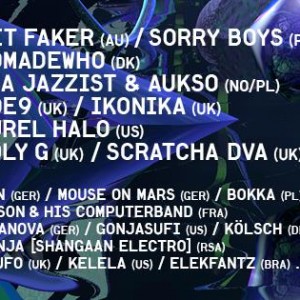 ET FAKER (AU) / SORRY BOYS (P
OMADEWHO (DK)
A JAZZIST & AUKSO (NO/PL)
DE9 (UK) / IKONIKA (UK)
UREL HALO (US)
OLY G (UK) / SCRATCHA DVA (UK
N (GER) / MOUSE ON MARS (GER) / BOKKA (PL)
SON & HIS COMPUTERBAND (FRA)
ANOVA (GER) / GONJASUFI (US) / KÖLSCH (D
NJA [SHANGAAN ELECTRO] (RSA)
UFO (UK) / KELELA (US) / ELEKFANTZ (BRA) .